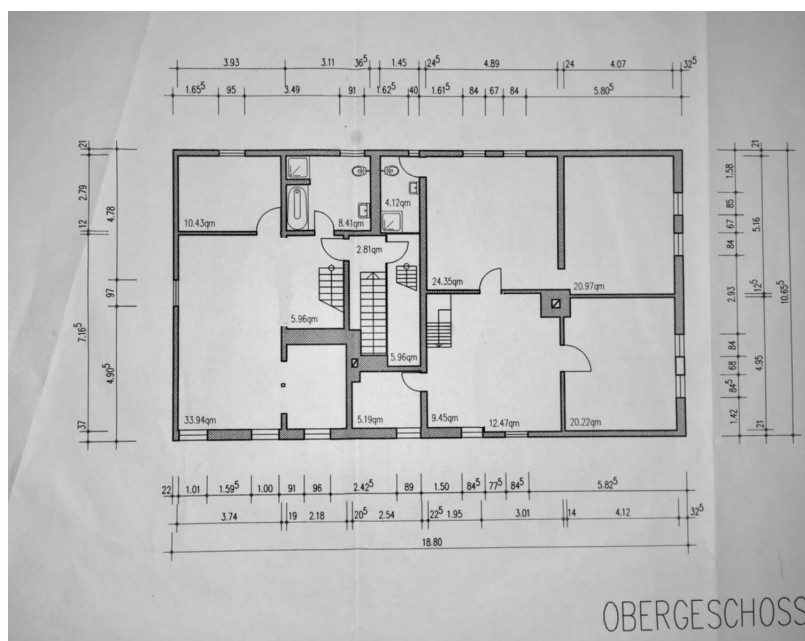 3.93 3.11 36⁵ 1.45 24⁵ 4.89 24 4.07 32⁵
1.65⁵ 95 3.49 91 1.62⁵ 40 1.61⁵ 84 67 84 5.80⁵
21
2.79
12
7.16⁵
37
4.78
97
4.90⁵
10.43qm
8.41qm
4.12qm
2.81qm
24.35qm
20.97qm
5.96qm
5.96qm
33.94qm
5.19qm
9.45qm
12.47qm
20.22qm
1.58
85
67
84
2.93
84
68
84⁵
1.42
21
5.16
12⁵
4.95
21
10.65⁵
22 1.01 1.59⁵ 1.00 91 96 2.42⁵ 89 1.50 84⁵ 77⁵ 84⁵ 5.82⁵
3.74 19 2.18 20⁵ 2.54 22⁵ 1.95 3.01 14 4.12 32⁵
18.80
OBERGESCHOSS